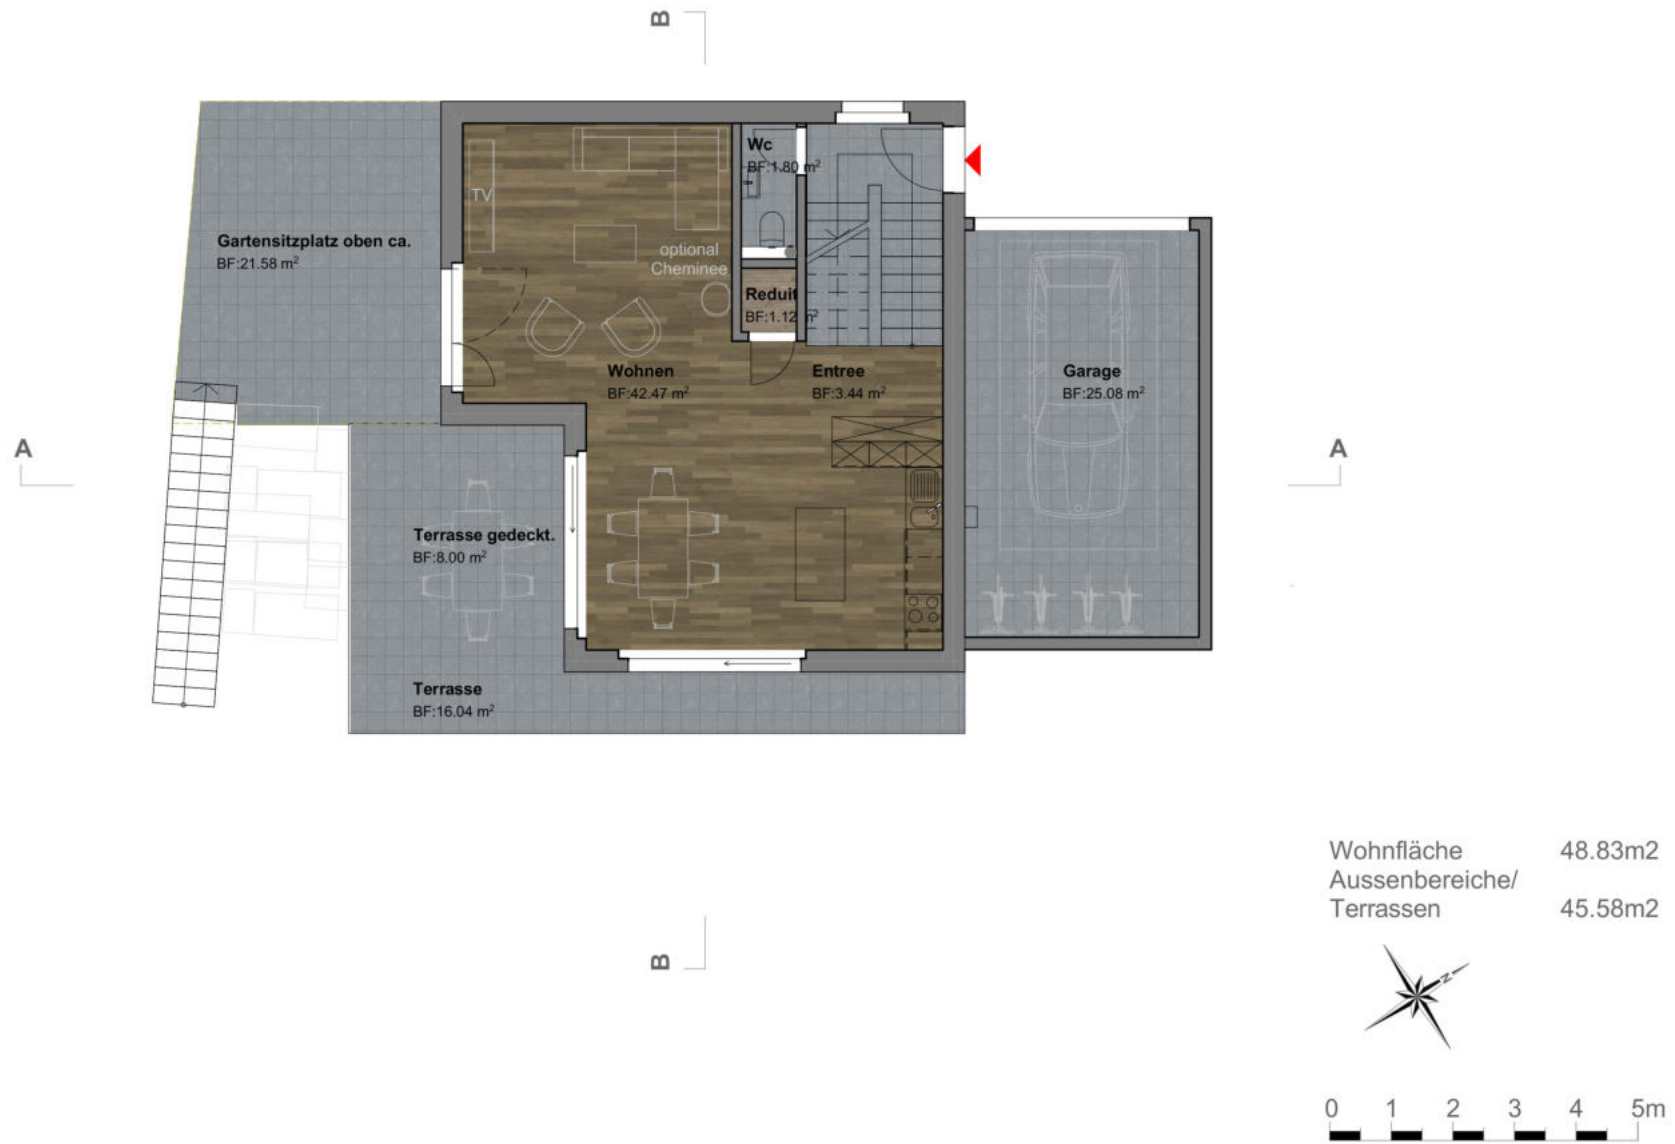 B
Wc
BF:1.80 m²
TV
Gartensitzplatz oben ca.
BF:21.58 m²
optional
Cheminee
Reduit
BF:1.12 m²
Wohnen
BF:42.47 m²
Entree
BF:3.44 m²
Garage
BF:25.08 m²
A
A
Terrasse gedeckt.
BF:8.00 m²
Terrasse
BF:16.04 m²
Wohnfläche 48.83m2
Aussenbereiche/
Terrassen 45.58m2
B
N
0 1 2 3 4 5m